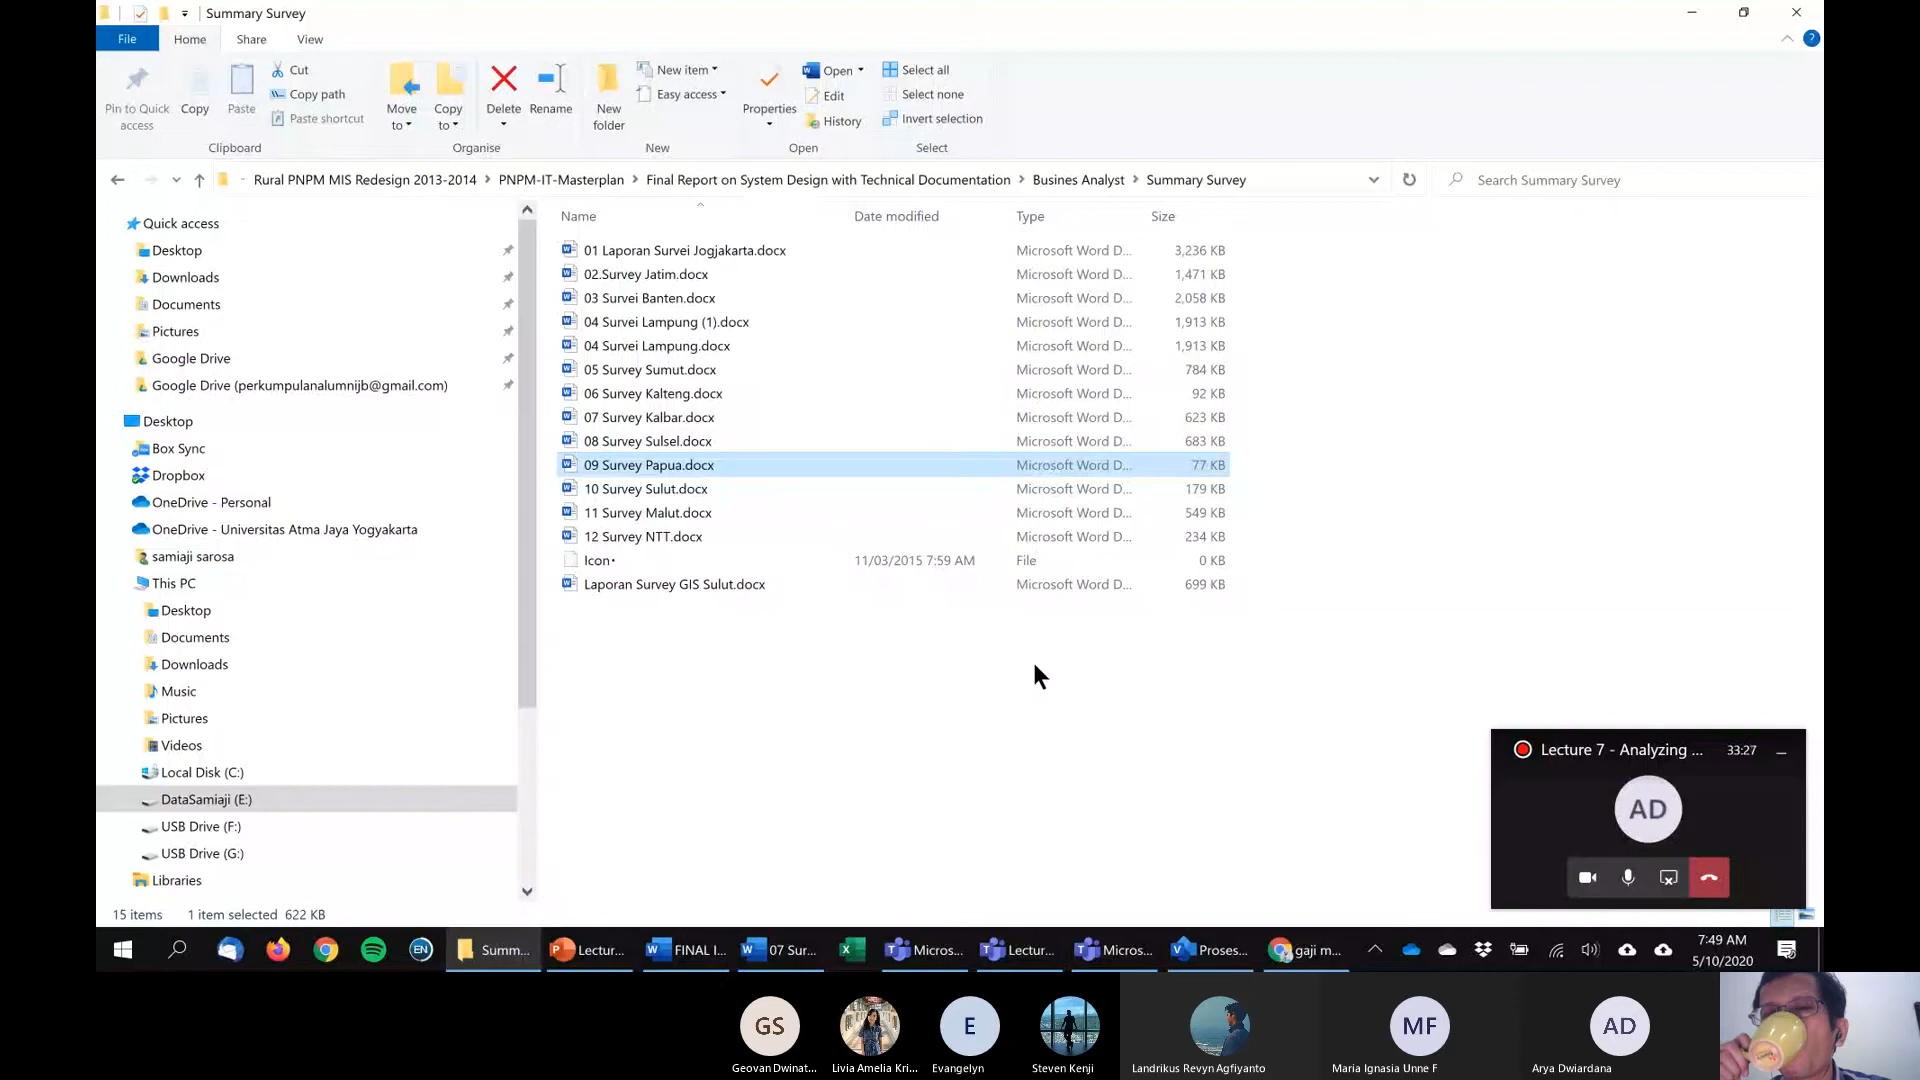 Summary Survey
File Home Share View
Pin to Quick access
Copy
Paste
Cut
Copy path
Paste shortcut
Clipboard
Move to
Copy to
Delete
Rename
Organise
New folder
New item
Easy access
New
Properties
Open
Edit
History
Open
Select all
Select none
Invert selection
Select
Rural PNPM MIS Redesign 2013-2014 PNPM-IT-Masterplan Final Report on System Design with Technical Documentation Busines Analyst Summary Survey
Search Summary Survey
Quick access
Desktop
Downloads
Documents
Pictures
Google Drive
Google Drive (perkumpulanalumnijb@gmail.com)
Desktop
Box Sync
Dropbox
OneDrive - Personal
OneDrive - Universitas Atma Jaya Yogyakarta
samiaji sarosa
This PC
Desktop
Documents
Downloads
Music
Pictures
Videos
Local Disk (C:)
DataSamiaji (E:)
USB Drive (F:)
USB Drive (G:)
Libraries
Name Date modified Type Size
01 Laporan Survei Jogjakarta.docx Microsoft Word D... 3,236 KB
02.Survey Jatim.docx Microsoft Word D... 1,471 KB
03 Survei Banten.docx Microsoft Word D... 2,058 KB
04 Survei Lampung (1).docx Microsoft Word D... 1,913 KB
04 Survei Lampung.docx Microsoft Word D... 1,913 KB
05 Survey Sumut.docx Microsoft Word D... 784 KB
06 Survey Kalteng.docx Microsoft Word D... 92 KB
07 Survey Kalbar.docx Microsoft Word D... 623 KB
08 Survey Sulsel.docx Microsoft Word D... 683 KB
09 Survey Papua.docx Microsoft Word D... 77 KB
10 Survey Sulut.docx Microsoft Word D... 179 KB
11 Survey Malut.docx Microsoft Word D... 549 KB
12 Survey NTT.docx Microsoft Word D... 234 KB
Icon· 11/03/2015 7:59 AM File 0 KB
Laporan Survey GIS Sulut.docx Microsoft Word D... 699 KB
Lecture 7 - Analyzing ... 33:27
AD
15 items 1 item selected 622 KB
EN Summ... Lectur... FINAL I... 07 Sur... Micros... Lectur... Micros... Proses... gaji m...
7:49 AM
5/10/2020
GS E MF AD
Geovan Dwinat... Livia Amelia Kri... Evangelyn Steven Kenji Landrikus Revyn Agfiyanto Maria Ignasia Unne F Arya Dwiardana